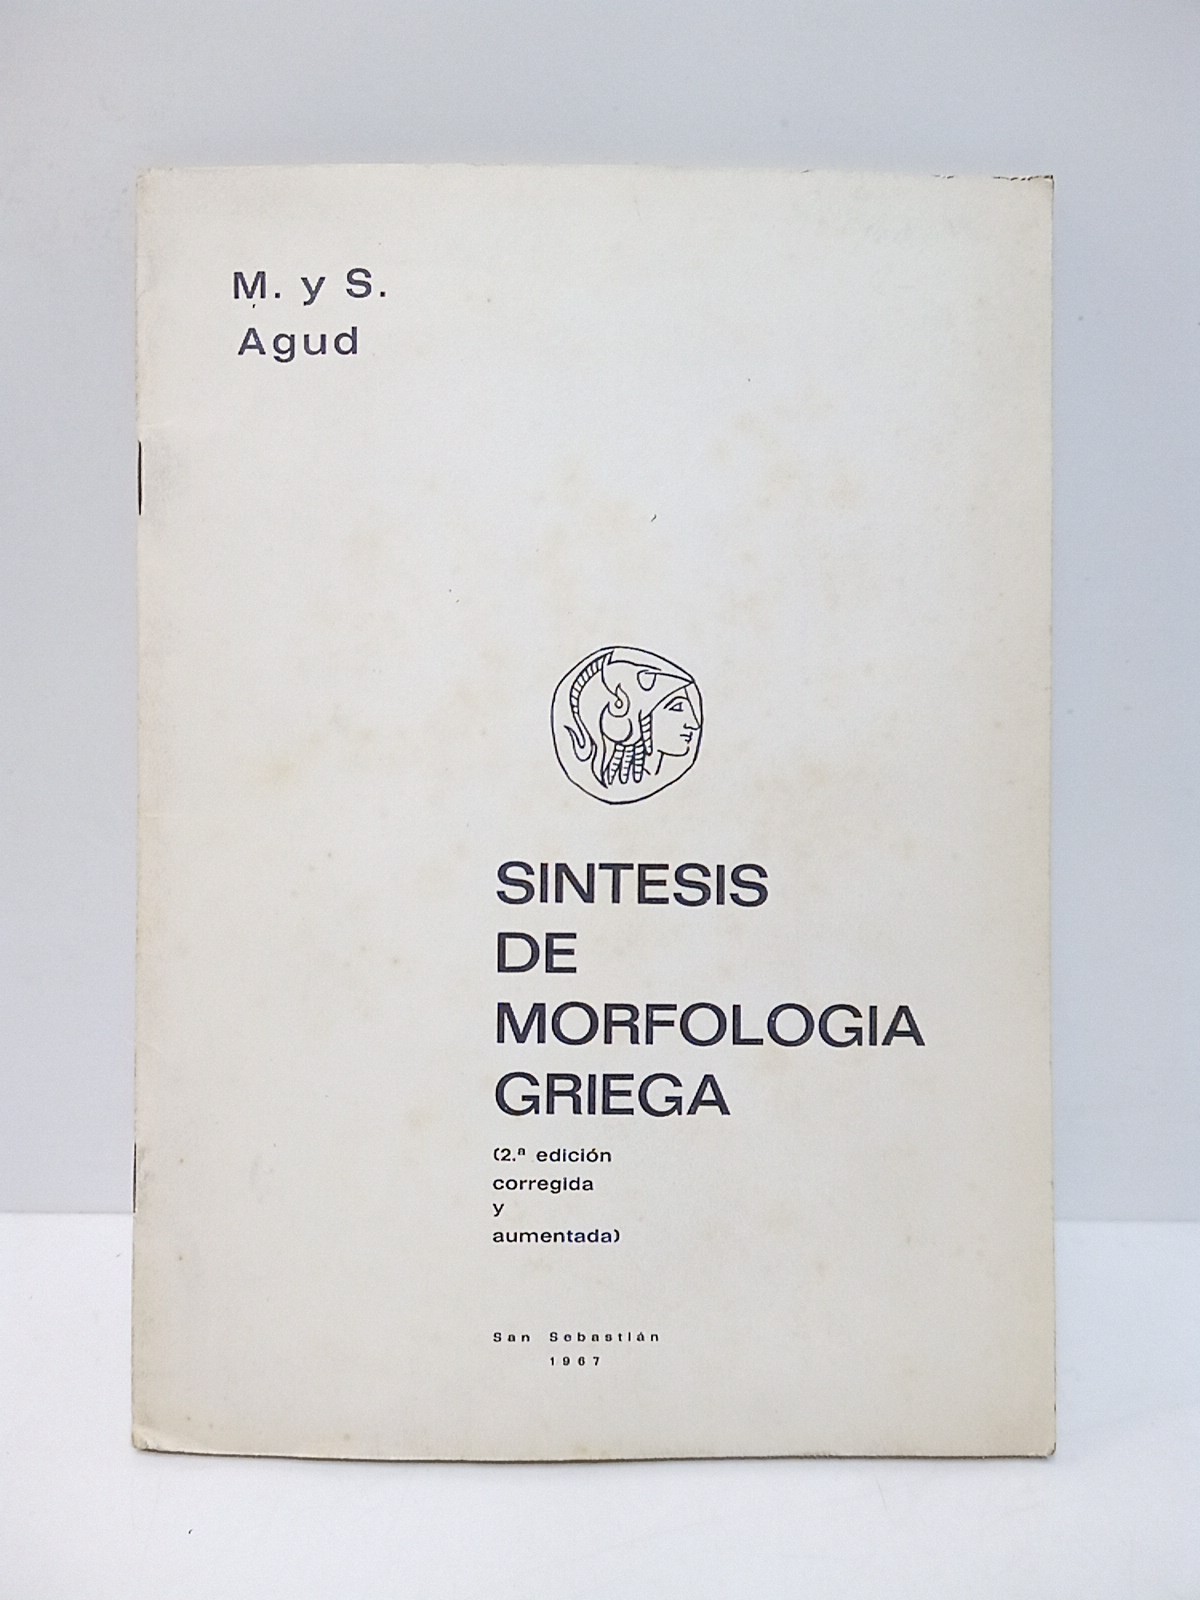 M. y S.
Agud
SINTESIS
DE
MORFOLOGIA
GRIEGA
(2.ª edición
corregida
y
aumentada)
San Sebastián
1967